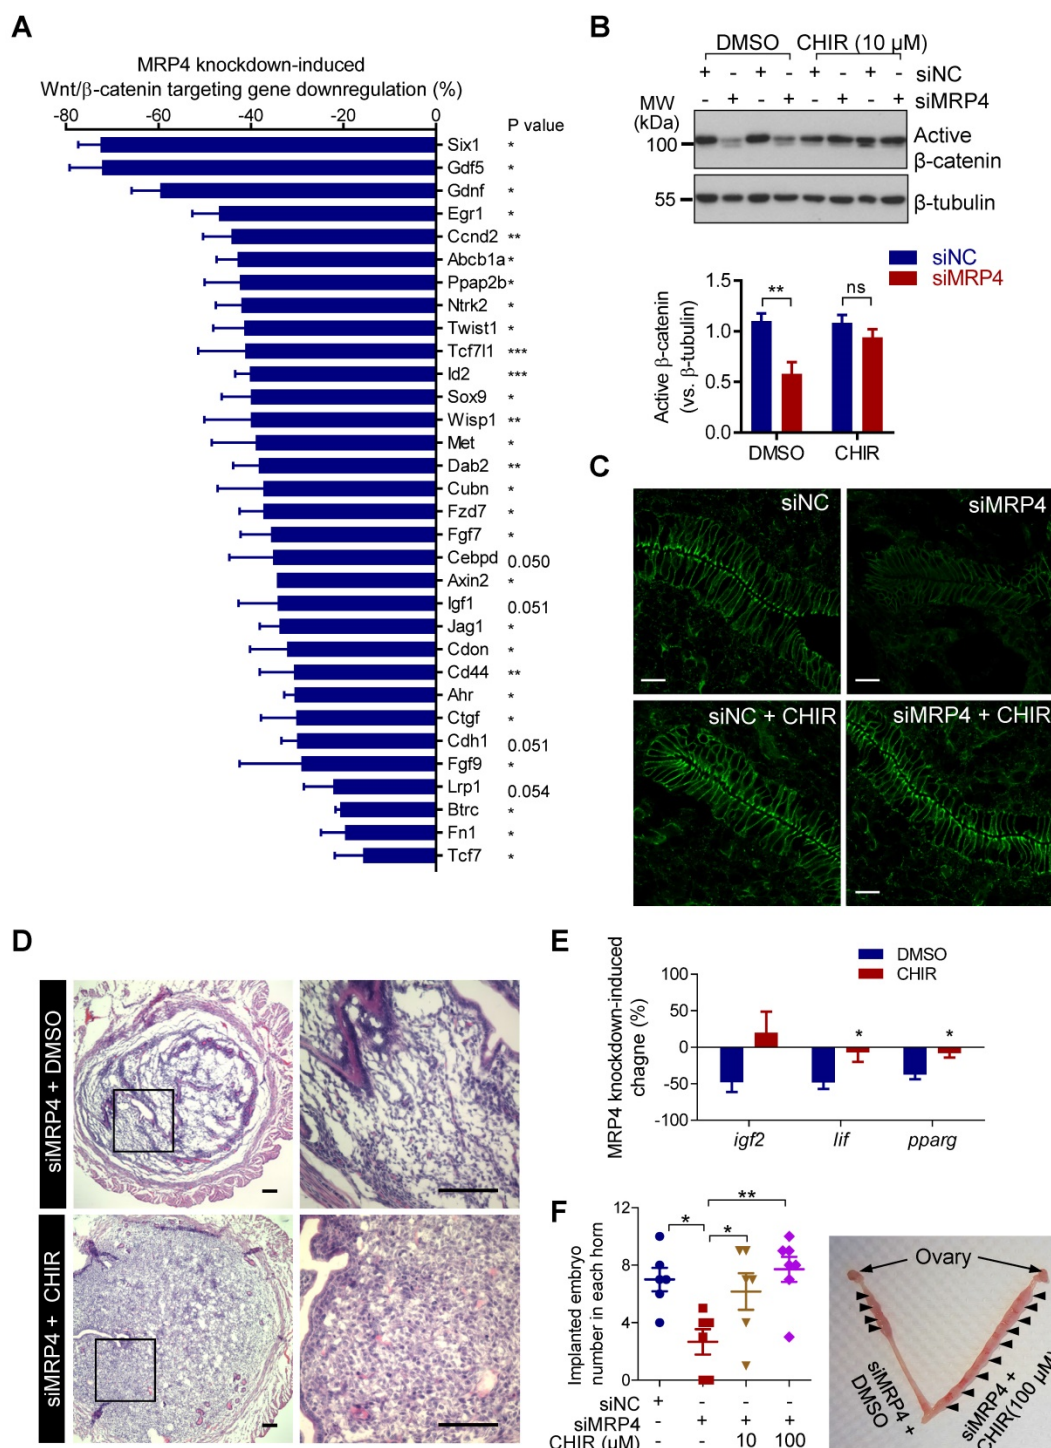 A
MRP4 knockdown-induced
Wnt/β-catenin targeting gene downregulation (%)
-80 -60 -40 -20 0
P value
Six1 *
Gdf5 *
Gdnf *
Egr1 *
Ccnd2 **
Abcb1a *
Ppap2b *
Ntrk2 *
Twist1 *
Tcf7l1 ***
Id2 ***
Sox9 *
Wisp1 **
Met *
Dab2 **
Cubn *
Fzd7 *
Fgf7 *
Cebpd 0.050
Axin2 *
Igf1 0.051
Jag1 *
Cdon *
Cd44 **
Ahr *
Ctgf *
Cdh1 0.051
Fgf9 *
Lrp1 0.054
Btrc *
Fn1 *
Tcf7 *
B
DMSO CHIR (10 µM)
+ - + - + - + - siNC
- + - + - + - + siMRP4
MW
(kDa)
100
Active
β-catenin
55
β-tubulin
siNC
siMRP4
Active β-catenin
(vs. β-tubulin)
1.5
1.0
0.5
0.0
** ns
DMSO CHIR
C
siNC
siMRP4
siNC + CHIR
siMRP4 + CHIR
D
siMRP4 + DMSO
siMRP4 + CHIR
E
DMSO
CHIR
MRP4 knockdown-induced
chagne (%)
100
50
0
-50
-100
* *
igf2 lif pparg
F
Implanted embryo
number in each horn
12
8
4
0
* * **
siNC + - - -
siMRP4 - + + +
CHIR (µM) - - 10 100
Ovary
siMRP4 +
DMSO
siMRP4 +
CHIR(100 µM)